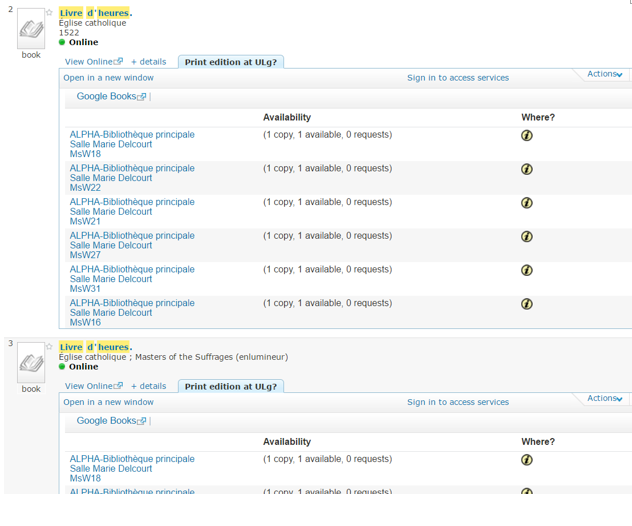 2
Livre d'heures.
Église catholique
1522
Online
book
View Online + details Print edition at ULg?
Open in a new window Sign in to access services Actions
Google Books |
Availability Where?
ALPHA-Bibliothèque principale (1 copy, 1 available, 0 requests)
Salle Marie Delcourt
MsW18
ALPHA-Bibliothèque principale (1 copy, 1 available, 0 requests)
Salle Marie Delcourt
MsW22
ALPHA-Bibliothèque principale (1 copy, 1 available, 0 requests)
Salle Marie Delcourt
MsW21
ALPHA-Bibliothèque principale (1 copy, 1 available, 0 requests)
Salle Marie Delcourt
MsW27
ALPHA-Bibliothèque principale (1 copy, 1 available, 0 requests)
Salle Marie Delcourt
MsW31
ALPHA-Bibliothèque principale (1 copy, 1 available, 0 requests)
Salle Marie Delcourt
MsW16
3
Livre d'heures.
Église catholique ; Masters of the Suffrages (enlumineur)
Online
book
View Online + details Print edition at ULg?
Open in a new window Sign in to access services Actions
Google Books |
Availability Where?
ALPHA-Bibliothèque principale (1 copy, 1 available, 0 requests)
Salle Marie Delcourt
MsW18
ALPHA-Bibliothèque principale (1 copy, 1 available, 0 requests)